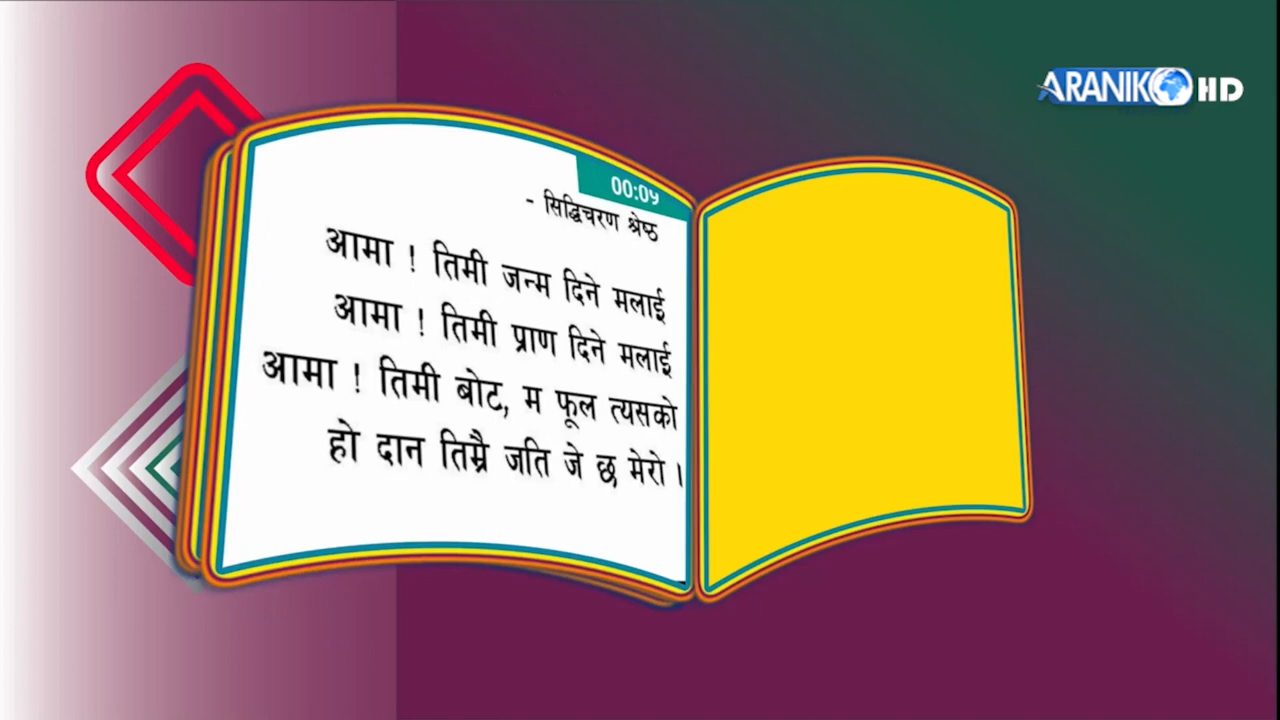 ARANIKO HD
00:09
- सिद्धिचरण श्रेष्ठ
आमा ! तिमी जन्म दिने मलाई
आमा ! तिमी प्राण दिने मलाई
आमा ! तिमी बोट, म फूल त्यसको
हो दान तिम्रै जति जे छ मेरो ।